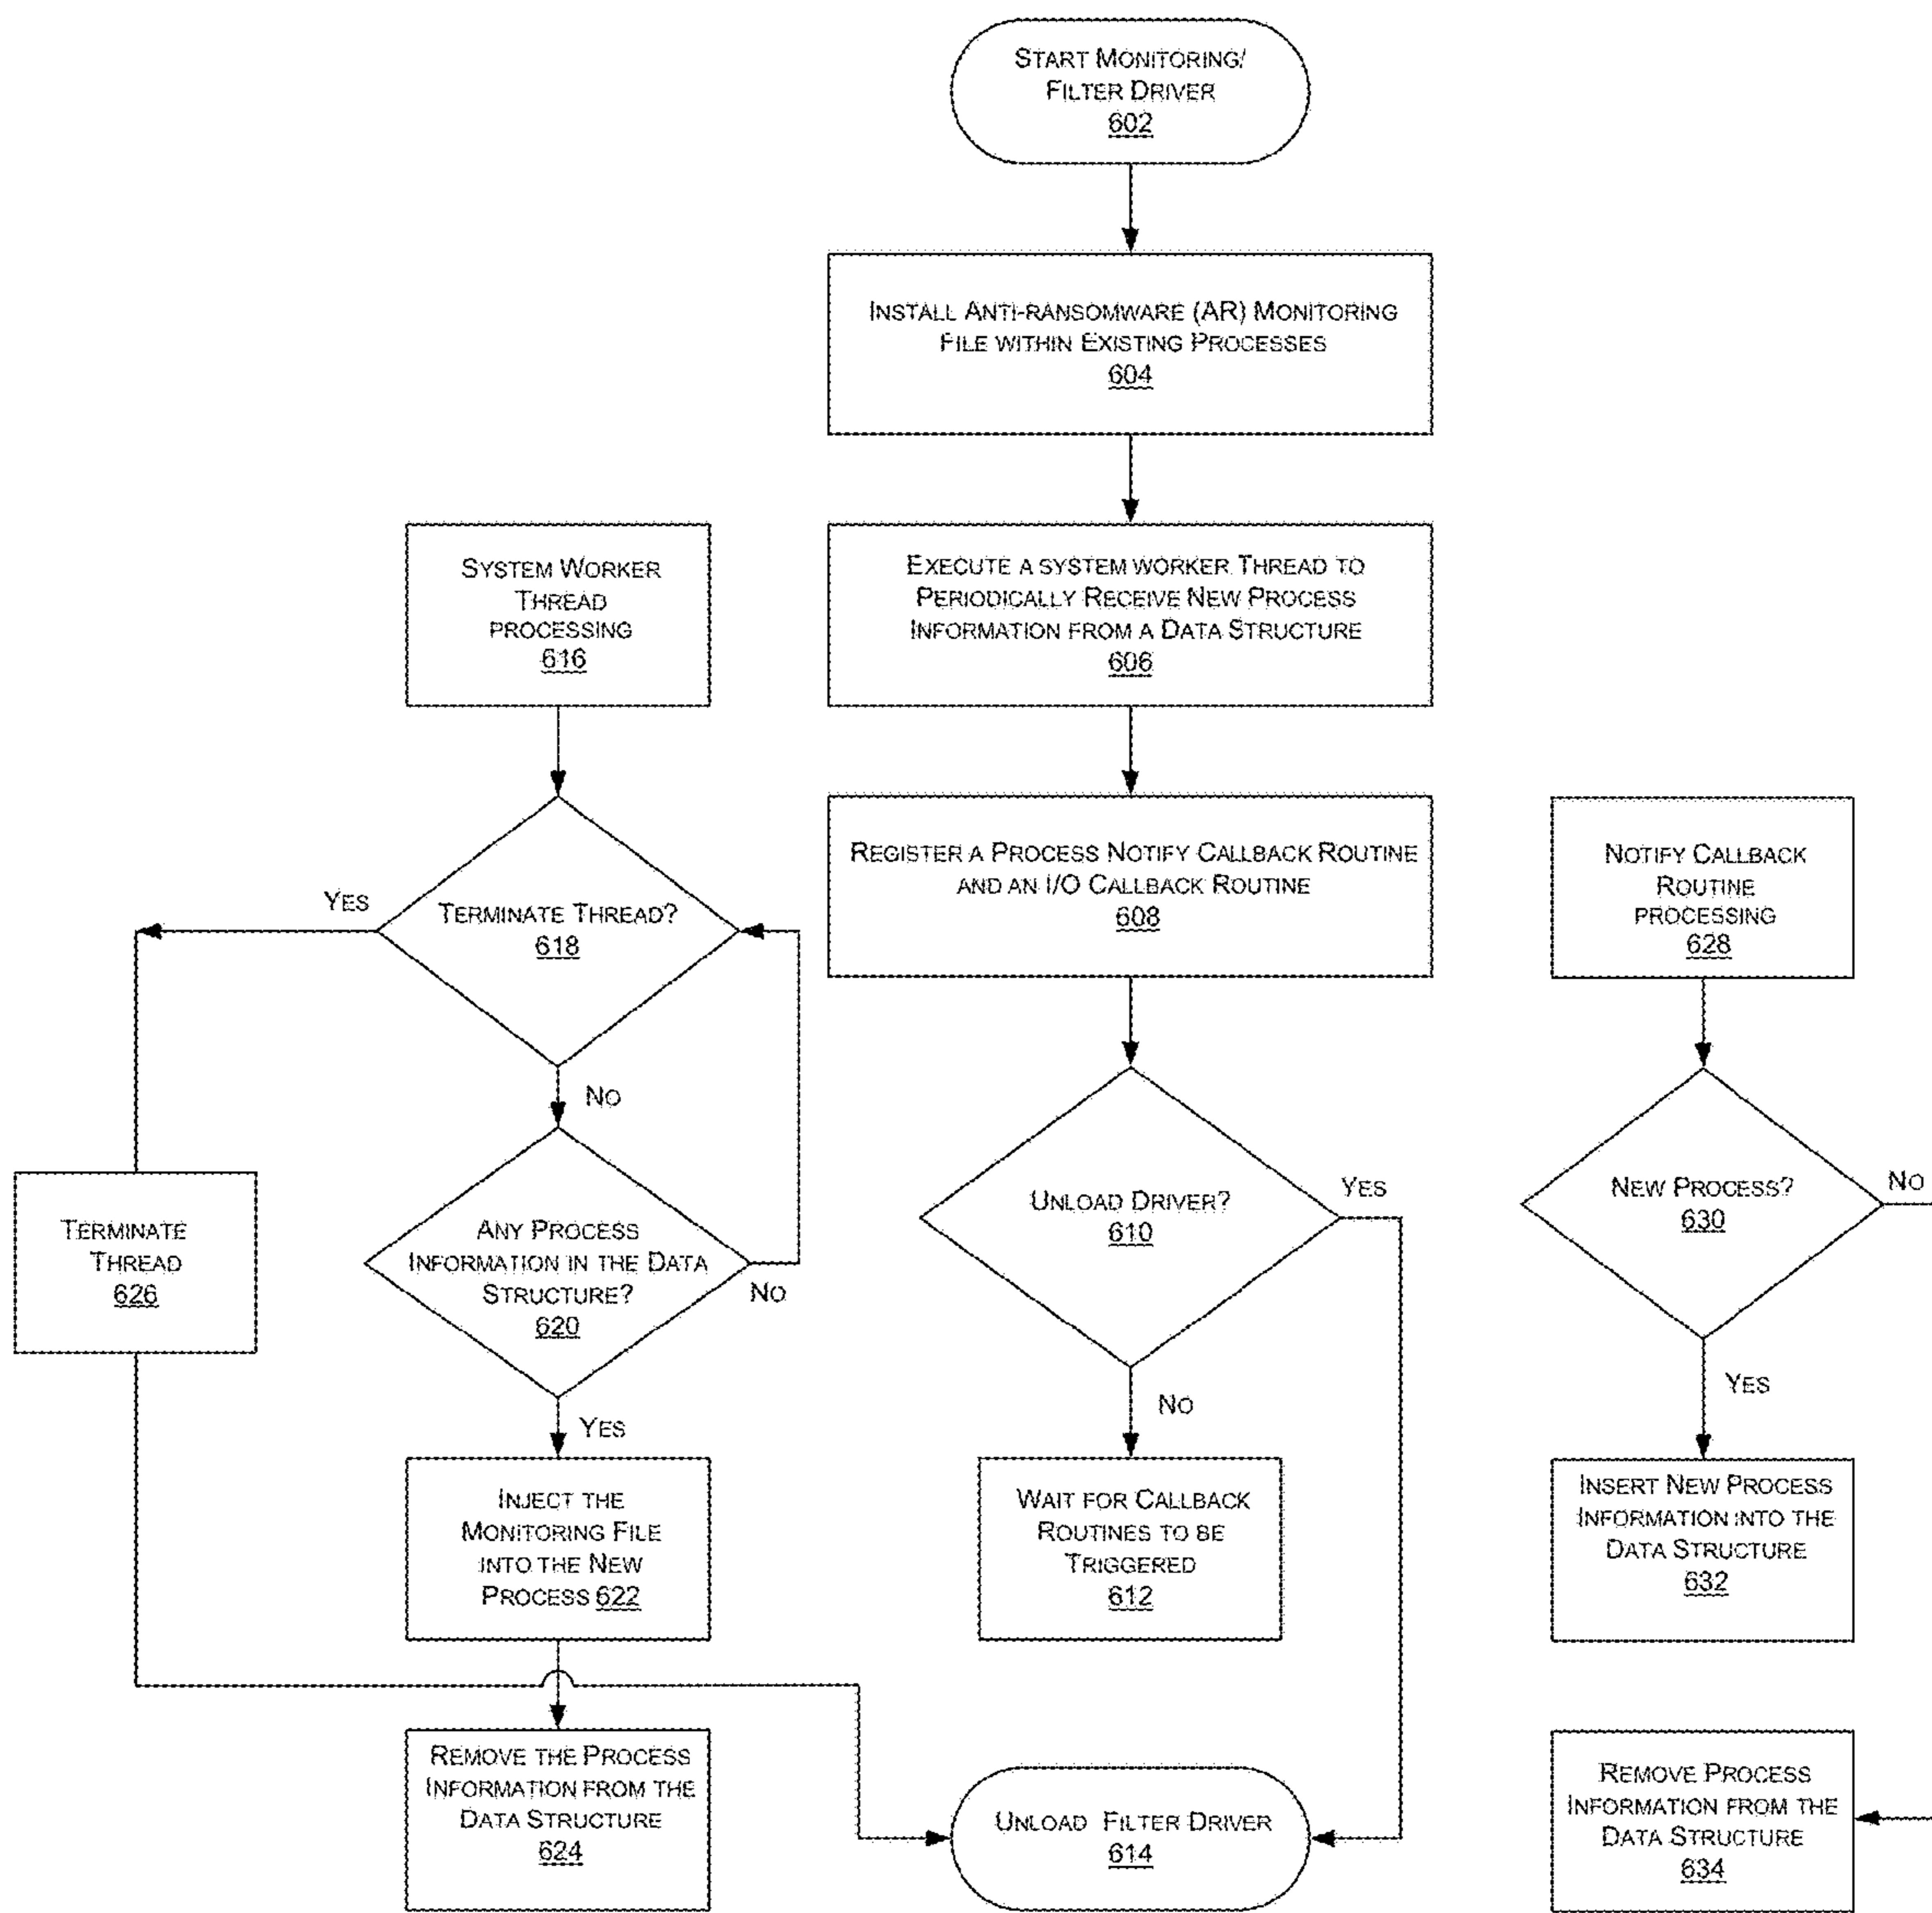 START MONITORING/
FILTER DRIVER
602
INSTALL ANTI-RANSOMWARE (AR) MONITORING
FILE WITHIN EXISTING PROCESSES
604
EXECUTE A SYSTEM WORKER THREAD TO
PERIODICALLY RECEIVE NEW PROCESS
INFORMATION FROM A DATA STRUCTURE
606
REGISTER A PROCESS NOTIFY CALLBACK ROUTINE
AND AN I/O CALLBACK ROUTINE
608
UNLOAD DRIVER?
610
YES
NO
WAIT FOR CALLBACK
ROUTINES TO BE
TRIGGERED
612
UNLOAD FILTER DRIVER
614
SYSTEM WORKER
THREAD
PROCESSING
616
TERMINATE THREAD?
618
YES
NO
ANY PROCESS
INFORMATION IN THE DATA
STRUCTURE?
620
NO
YES
INJECT THE
MONITORING FILE
INTO THE NEW
PROCESS 622
REMOVE THE PROCESS
INFORMATION FROM THE
DATA STRUCTURE
624
TERMINATE
THREAD
626
NOTIFY CALLBACK
ROUTINE
PROCESSING
628
NEW PROCESS?
630
NO
YES
INSERT NEW PROCESS
INFORMATION INTO THE
DATA STRUCTURE
632
REMOVE PROCESS
INFORMATION FROM THE
DATA STRUCTURE
634